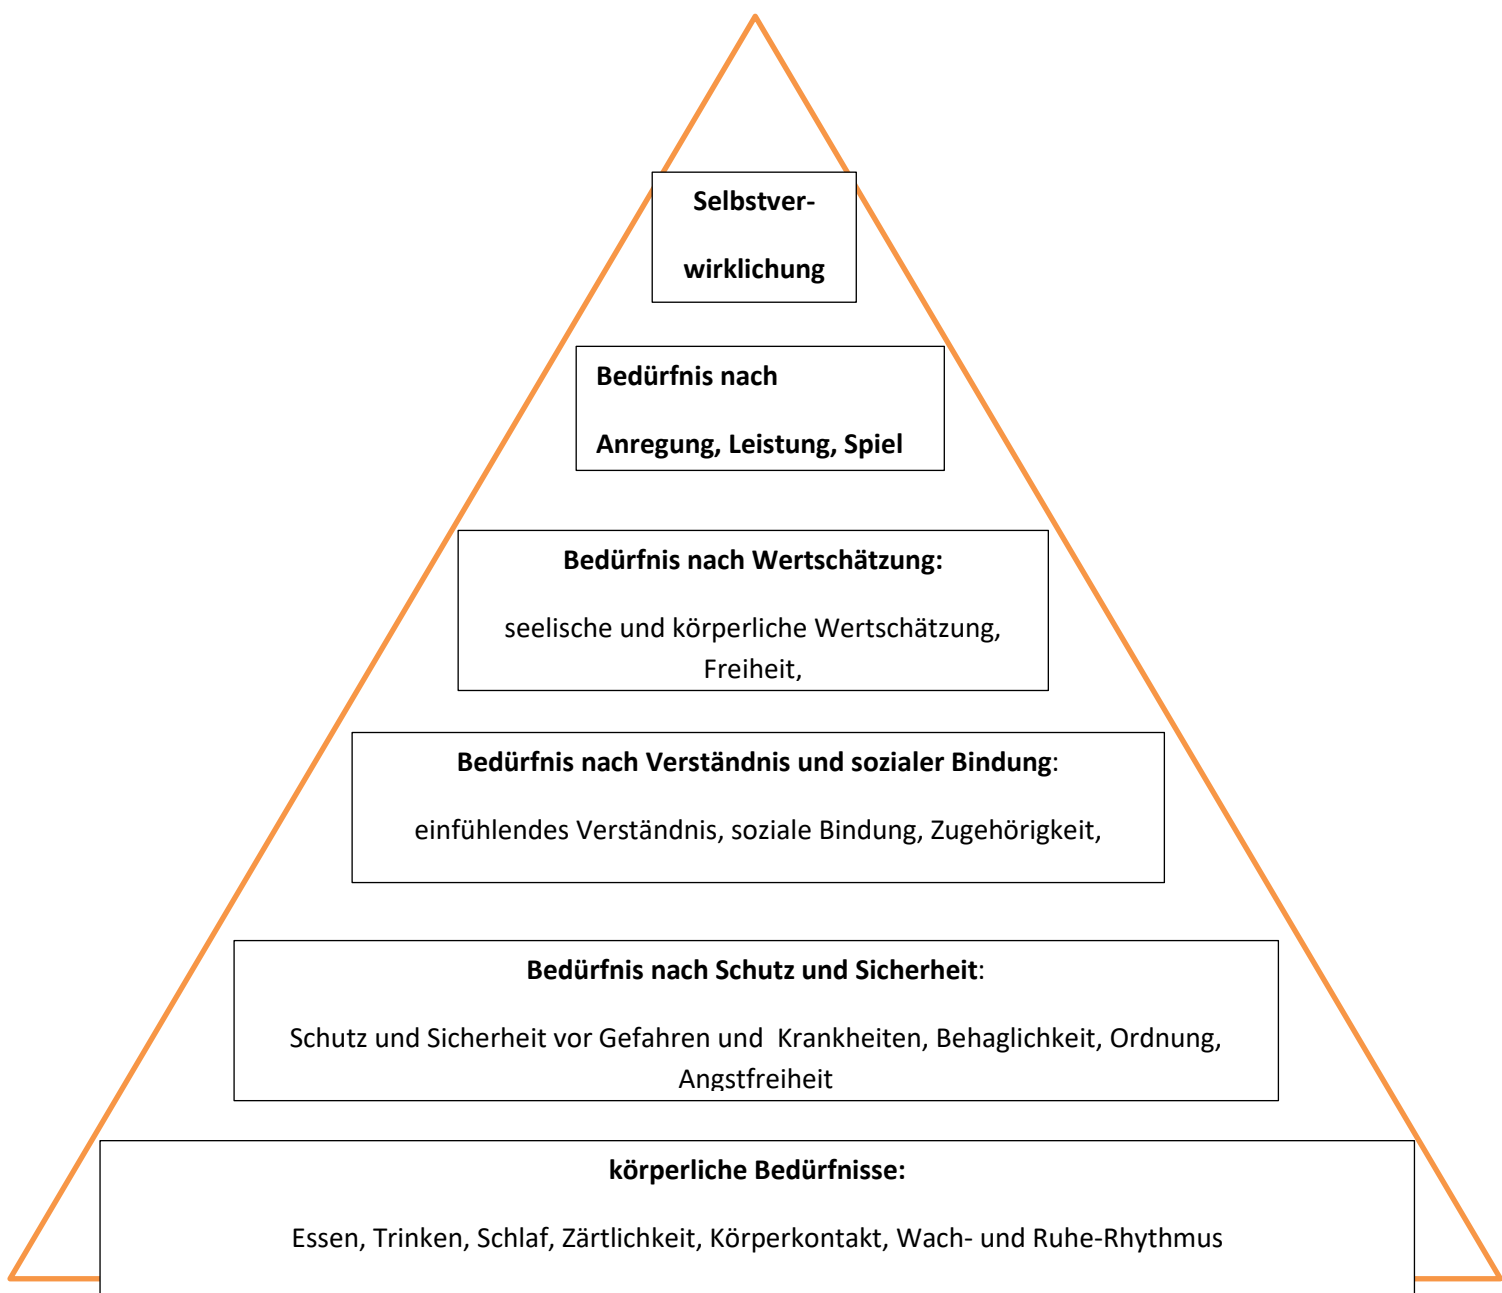 Selbstver-
wirklichung
Bedürfnis nach
Anregung, Leistung, Spiel
Bedürfnis nach Wertschätzung:
seelische und körperliche Wertschätzung,
Freiheit,
Bedürfnis nach Verständnis und sozialer Bindung:
einfühlendes Verständnis, soziale Bindung, Zugehörigkeit,
Bedürfnis nach Schutz und Sicherheit:
Schutz und Sicherheit vor Gefahren und  Krankheiten, Behaglichkeit, Ordnung,
Angstfreiheit
körperliche Bedürfnisse:
Essen, Trinken, Schlaf, Zärtlichkeit, Körperkontakt, Wach- und Ruhe-Rhythmus